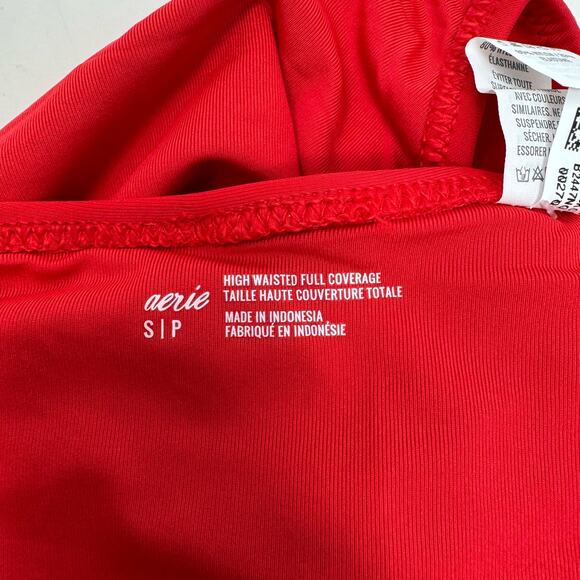 aerie
S|P
HIGH WAISTED FULL COVERAGE
TAILLE HAUTE COUVERTURE TOTALE
MADE IN INDONESIA
FABRIQUÉ EN INDONÉSIE
ÉLASTHANNE
ÉVITER TOUTE
AVEC COULEURS
SIMILAIRES. NE
SUSPENDRE
SÉCHER.
ESSORER